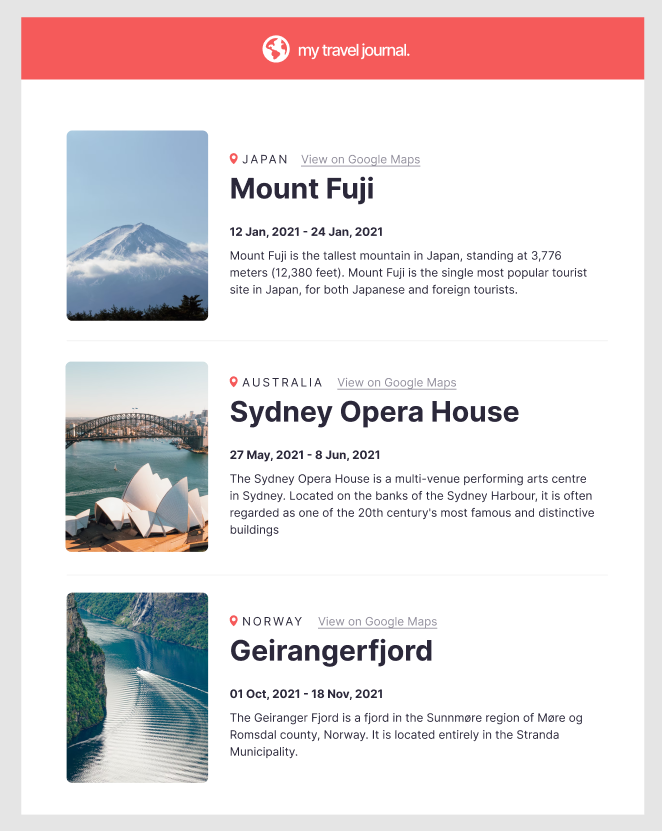 my travel journal.
JAPAN View on Google Maps
Mount Fuji
12 Jan, 2021 - 24 Jan, 2021
Mount Fuji is the tallest mountain in Japan, standing at 3,776
meters (12,380 feet). Mount Fuji is the single most popular tourist
site in Japan, for both Japanese and foreign tourists.
AUSTRALIA View on Google Maps
Sydney Opera House
27 May, 2021 - 8 Jun, 2021
The Sydney Opera House is a multi-venue performing arts centre
in Sydney. Located on the banks of the Sydney Harbour, it is often
regarded as one of the 20th century's most famous and distinctive
buildings
NORWAY View on Google Maps
Geirangerfjord
01 Oct, 2021 - 18 Nov, 2021
The Geiranger Fjord is a fjord in the Sunnmøre region of Møre og
Romsdal county, Norway. It is located entirely in the Stranda
Municipality.